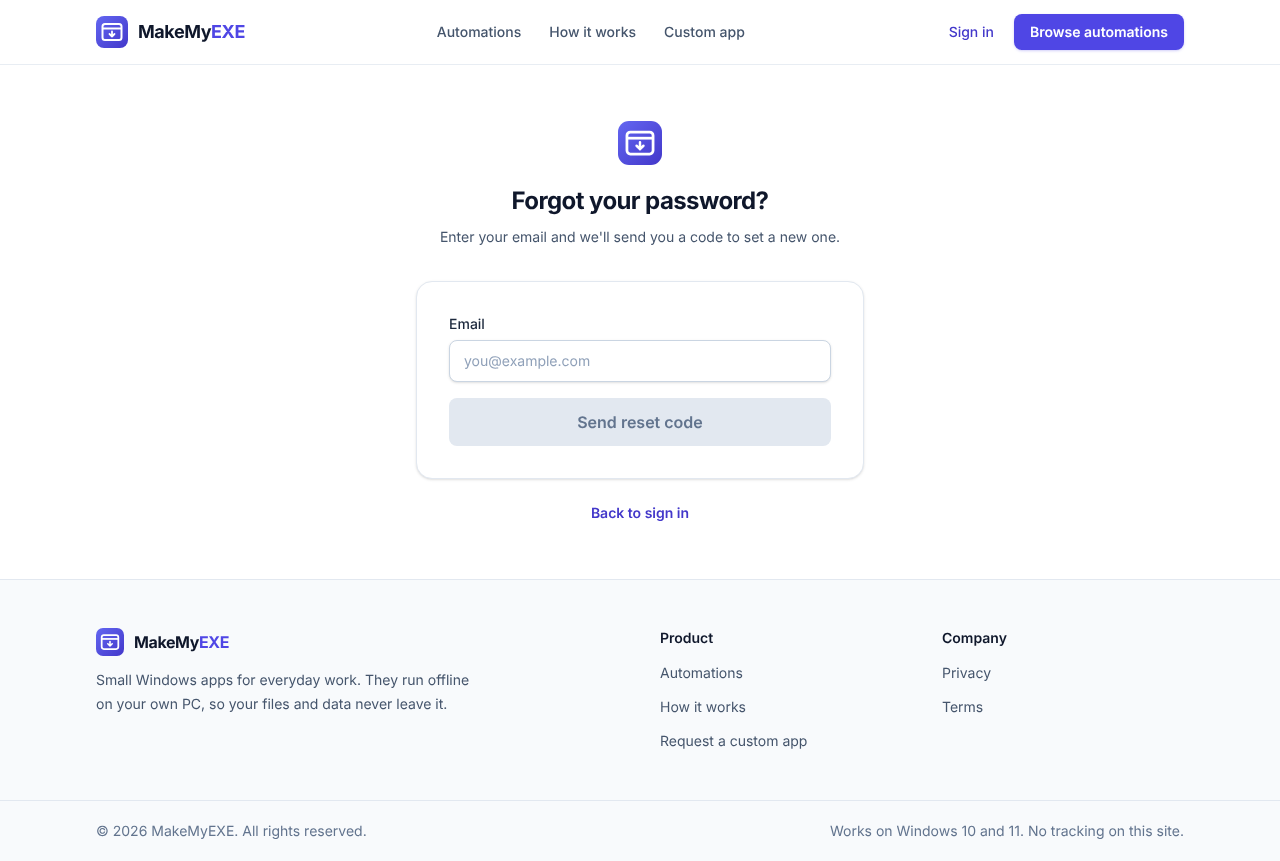 MakeMyEXE
Automations
How it works
Custom app
Sign in
Browse automations
Forgot your password?
Enter your email and we'll send you a code to set a new one.
Email
you@example.com
Send reset code
Back to sign in
MakeMyEXE
Small Windows apps for everyday work. They run offline
on your own PC, so your files and data never leave it.
Product
Automations
How it works
Request a custom app
Company
Privacy
Terms
© 2026 MakeMyEXE. All rights reserved.
Works on Windows 10 and 11. No tracking on this site.